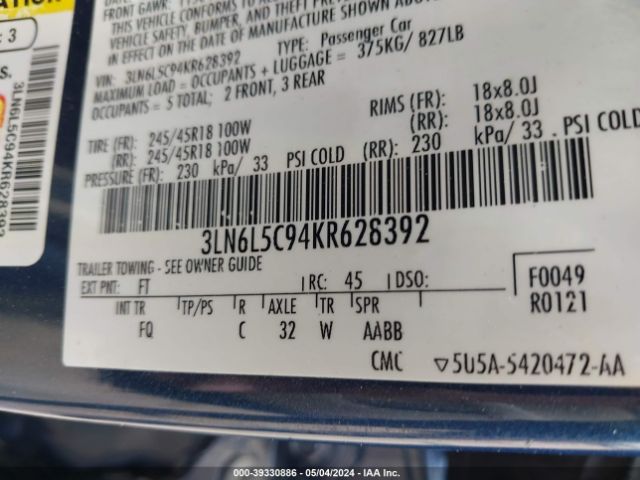 FRONT GAWR:
THIS VEHICLE CONFORMS TO
VEHICLE SAFETY, BUMPER, AND THEFT
IN EFFECT ON THE DATE OF MANUFACTURE SHOWN ABOVE.
VIN: 3LN6L5C94KR628392 TYPE: Passenger Car
MAXIMUM LOAD = OCCUPANTS + LUGGAGE = 375KG/ 827LB
OCCUPANTS = 5 TOTAL; 2 FRONT, 3 REAR
TIRE (FR): 245/45R18 100W RIMS (FR): 18x8.0J
(RR): 245/45R18 100W (RR): 18x8.0J
PRESSURE (FR): 230 kPa/ 33 PSI COLD (RR): 230 kPa/ 33 PSI COLD
3LN6L5C94KR628392
TRAILER TOWING - SEE OWNER GUIDE
EXT PNT: FT RC: 45 DSO: F0049
INT TR TP/PS R AXLE TR SPR R0121
FQ C 32 W AABB
CMC ▽5U5A-5420472-AA
: 3
S.
3LN6L5C94KR628392
000-39330886 - 05/04/2024 - IAA Inc.